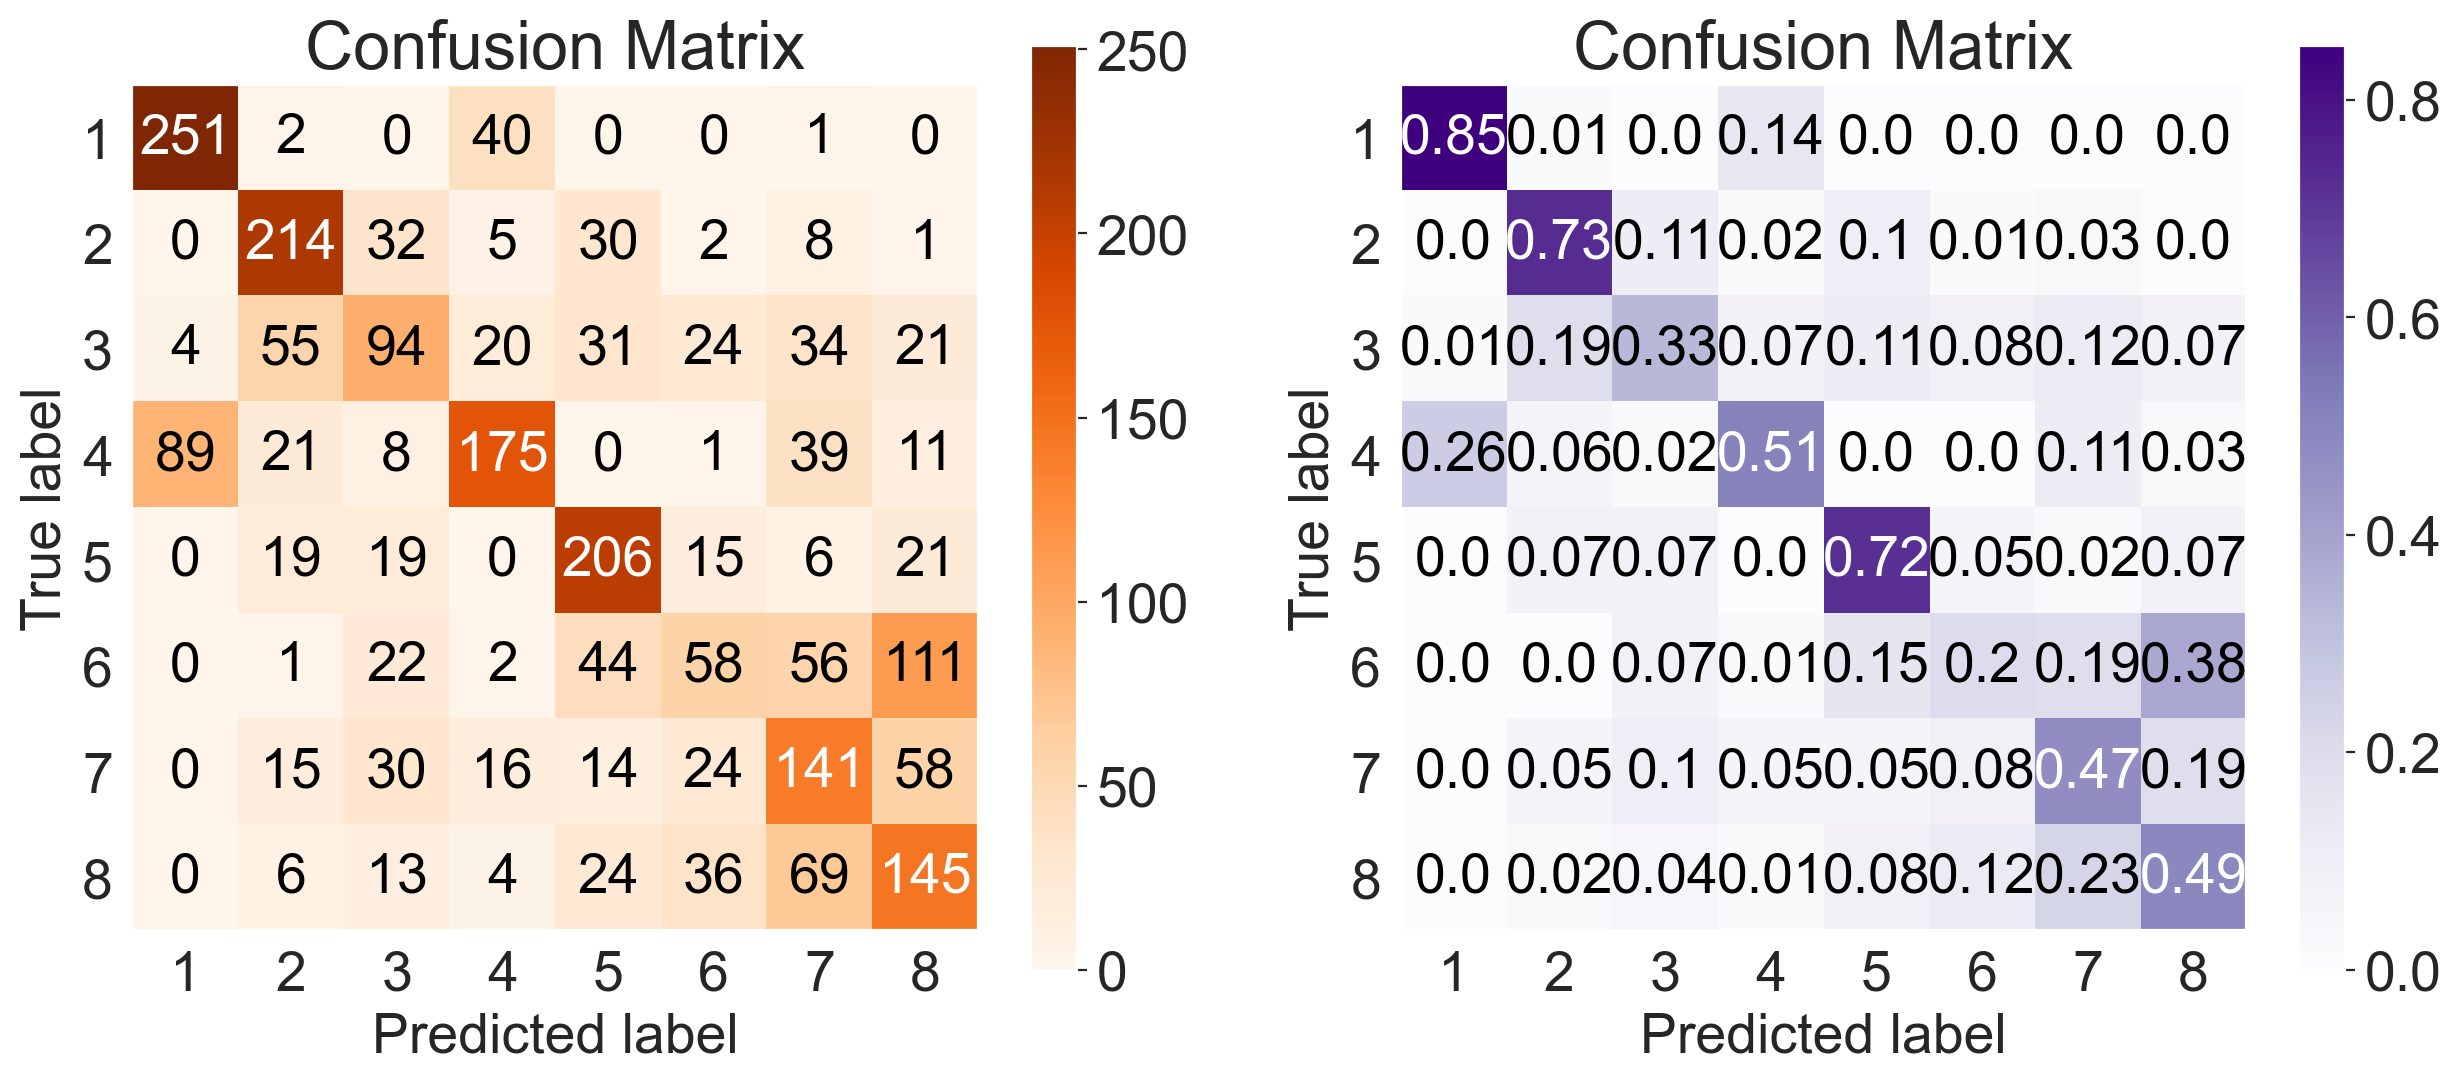 Confusion Matrix
250
200
150
100
50
0
True label
1 251 2 0 40 0 0 1 0
2 0 214 32 5 30 2 8 1
3 4 55 94 20 31 24 34 21
4 89 21 8 175 0 1 39 11
5 0 19 19 0 206 15 6 21
6 0 1 22 2 44 58 56 111
7 0 15 30 16 14 24 141 58
8 0 6 13 4 24 36 69 145
1 2 3 4 5 6 7 8
Predicted label
Confusion Matrix
0.8
0.6
0.4
0.2
0.0
True label
1 0.85 0.01 0.0 0.14 0.0 0.0 0.0 0.0
2 0.0 0.73 0.11 0.02 0.1 0.01 0.03 0.0
3 0.01 0.19 0.33 0.07 0.11 0.08 0.12 0.07
4 0.26 0.06 0.02 0.51 0.0 0.0 0.11 0.03
5 0.0 0.07 0.07 0.0 0.72 0.05 0.02 0.07
6 0.0 0.0 0.07 0.01 0.15 0.2 0.19 0.38
7 0.0 0.05 0.1 0.05 0.05 0.08 0.47 0.19
8 0.0 0.02 0.04 0.01 0.08 0.12 0.23 0.49
1 2 3 4 5 6 7 8
Predicted label